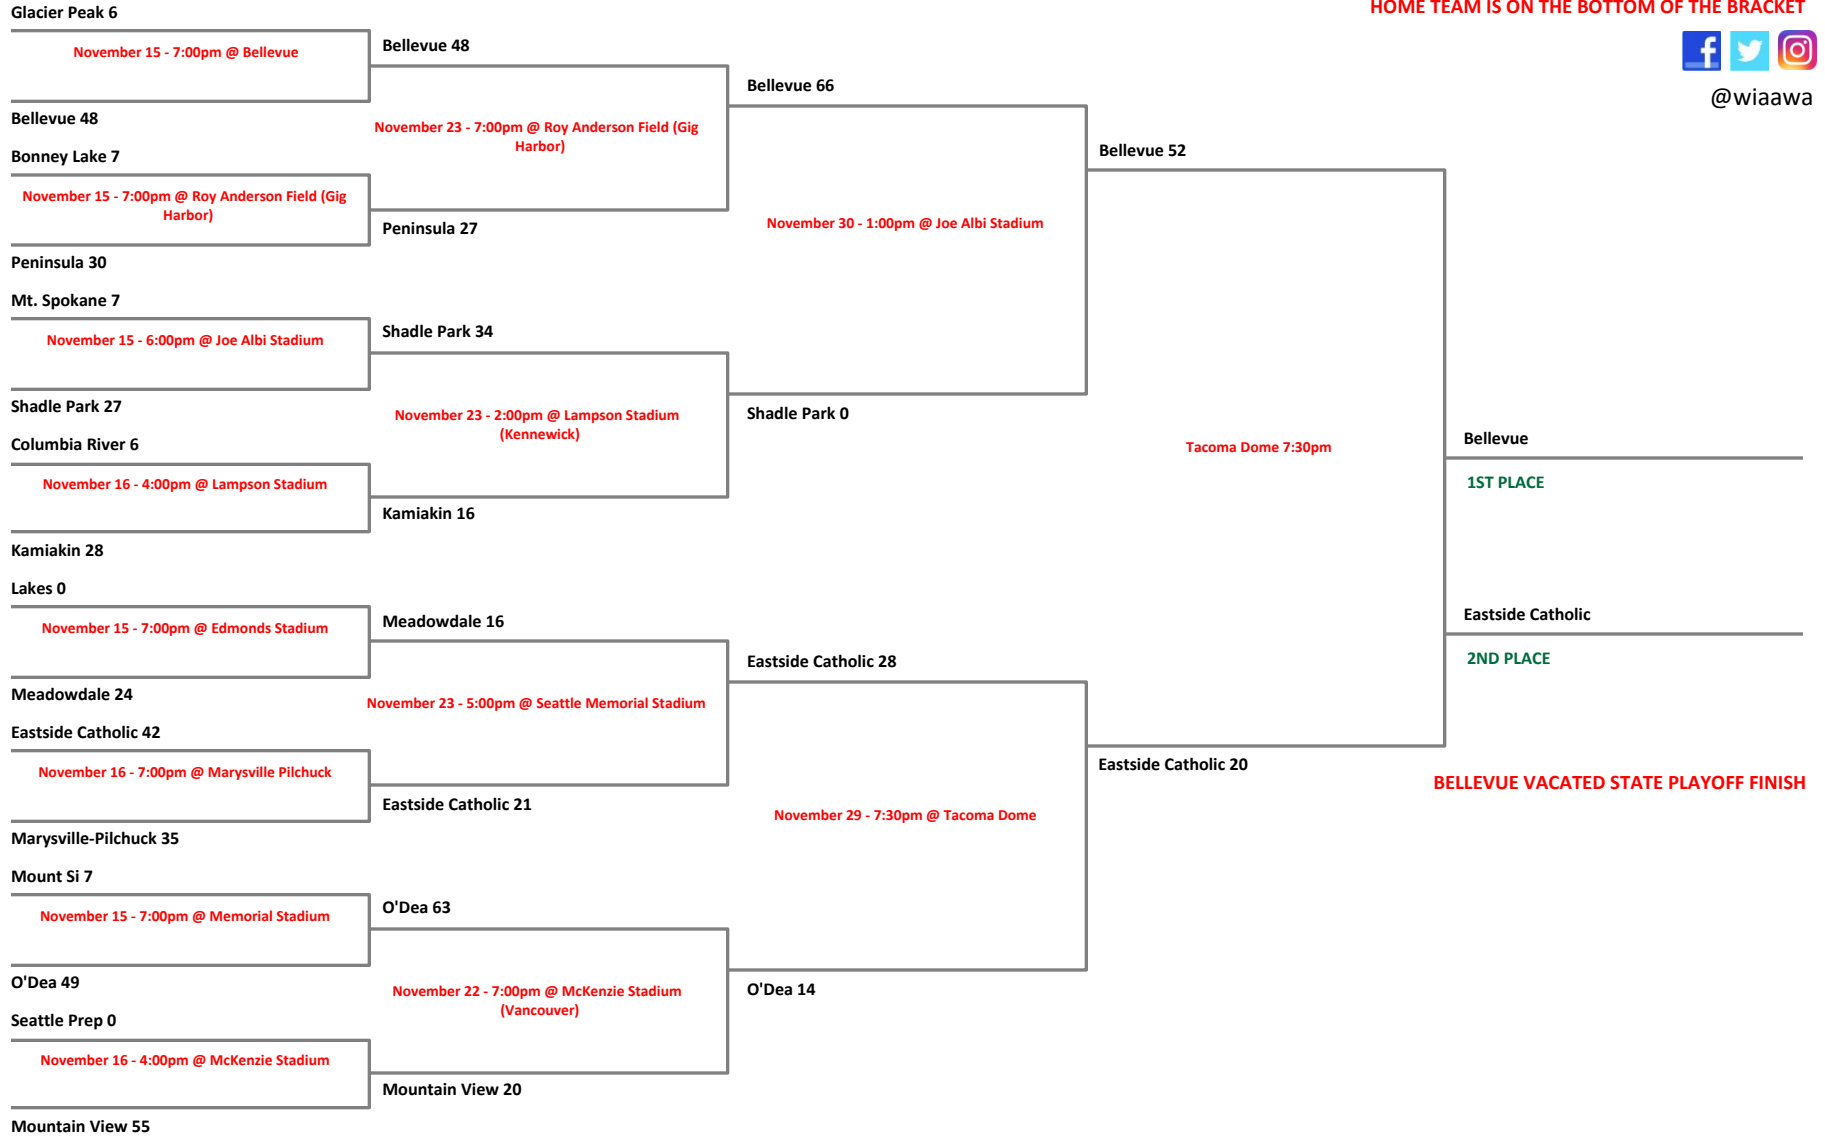 Glacier Peak 6
HOME TEAM IS ON THE BOTTOM OF THE BRACKET
November 15 - 7:00pm @ Bellevue
Bellevue 48
Bellevue 66
@wiaawa
Bellevue 48
November 23 - 7:00pm @ Roy Anderson Field (Gig
Harbor)
Bonney Lake 7
Bellevue 52
November 15 - 7:00pm @ Roy Anderson Field (Gig
Harbor)
Peninsula 27
November 30 - 1:00pm @ Joe Albi Stadium
Peninsula 30
Mt. Spokane 7
November 15 - 6:00pm @ Joe Albi Stadium
Shadle Park 34
Shadle Park 27
November 23 - 2:00pm @ Lampson Stadium
(Kennewick)
Shadle Park 0
Columbia River 6
Tacoma Dome 7:30pm
Bellevue
1ST PLACE
November 16 - 4:00pm @ Lampson Stadium
Kamiakin 16
Kamiakin 28
Lakes 0
November 15 - 7:00pm @ Edmonds Stadium
Meadowdale 16
Eastside Catholic
2ND PLACE
Eastside Catholic 28
Meadowdale 24
November 23 - 5:00pm @ Seattle Memorial Stadium
Eastside Catholic 42
November 16 - 7:00pm @ Marysville Pilchuck
Eastside Catholic 20
BELLEVUE VACATED STATE PLAYOFF FINISH
Eastside Catholic 21
November 29 - 7:30pm @ Tacoma Dome
Marysville-Pilchuck 35
Mount Si 7
November 15 - 7:00pm @ Memorial Stadium
O'Dea 63
O'Dea 49
November 22 - 7:00pm @ McKenzie Stadium
(Vancouver)
O'Dea 14
Seattle Prep 0
November 16 - 4:00pm @ McKenzie Stadium
Mountain View 20
Mountain View 55